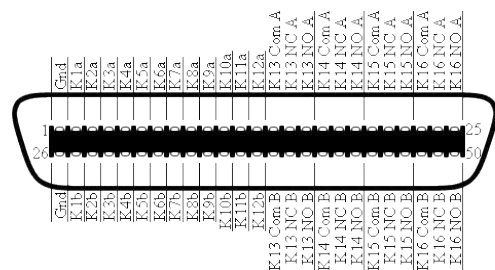 Gnd
K1a
K2a
K3a
K4a
K5a
K6a
K7a
K8a
K9a
K10a
K11a
K12a
K13 Com A
K13 NC A
K13 NO A
K14 Com A
K14 NC A
K14 NO A
K15 Com A
K15 NC A
K15 NO A
K16 Com A
K16 NC A
K16 NO A
1
25
26
50
Gnd
K1b
K2b
K3b
K4b
K5b
K6b
K7b
K8b
K9b
K10b
K11b
K12b
K13 Com B
K13 NC B
K13 NO B
K14 Com B
K14 NC B
K14 NO B
K15 Com B
K15 NC B
K15 NO B
K16 Com B
K16 NC B
K16 NO B